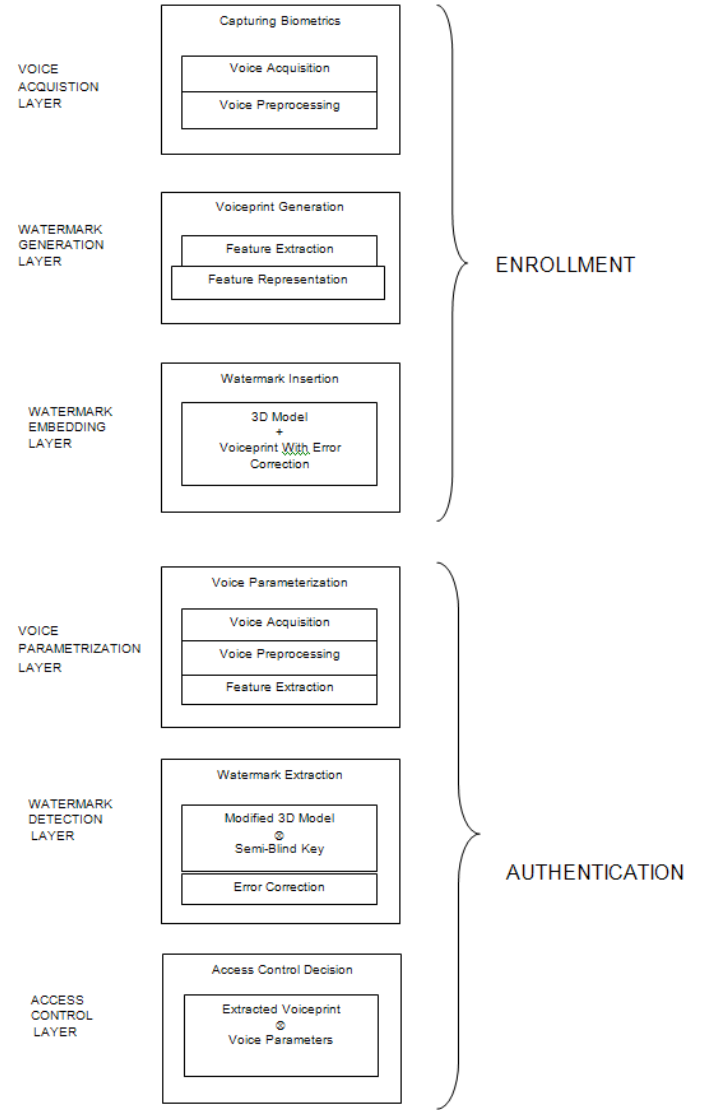 Capturing Biometrics
VOICE
ACQUISTION
LAYER
Voice Acquisition
Voice Preprocessing
Voiceprint Generation
WATERMARK
GENERATION
LAYER
Feature Extraction
Feature Representation
ENROLLMENT
Watermark Insertion
WATERMARK
EMBEDDING
LAYER
3D Model
+
Voiceprint With Error
Correction
Voice Parameterization
VOICE
PARAMETRIZATION
LAYER
Voice Acquisition
Voice Preprocessing
Feature Extraction
Watermark Extraction
WATERMARK
DETECTION
LAYER
Modified 3D Model
⊗
Semi-Blind Key
Error Correction
AUTHENTICATION
Access Control Decision
ACCESS
CONTROL
LAYER
Extracted Voiceprint
⊗
Voice Parameters